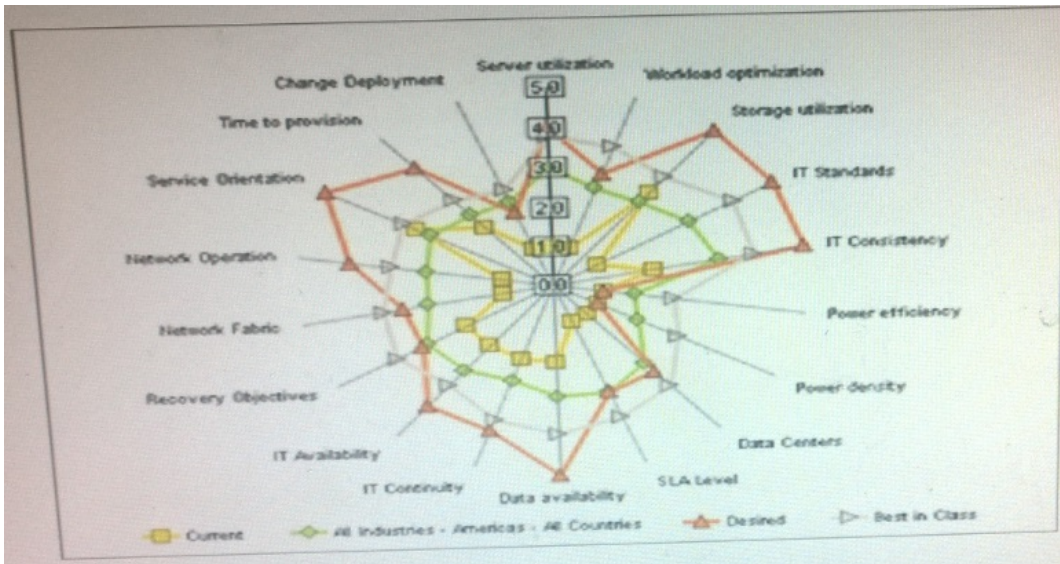 Server utilization
Workload optimization
Storage utilization
IT Standards
IT Consistency
Power efficiency
Power density
Data Centers
SLA Level
Data availability
IT Continuity
IT Availability
Recovery Objectives
Network Fabric
Network Operation
Service Orientation
Time to provision
Change Deployment
5.0
4.0
3.0
2.0
1.0
0.0
Current
All Industries - Americas - All Countries
Desired
Best in Class